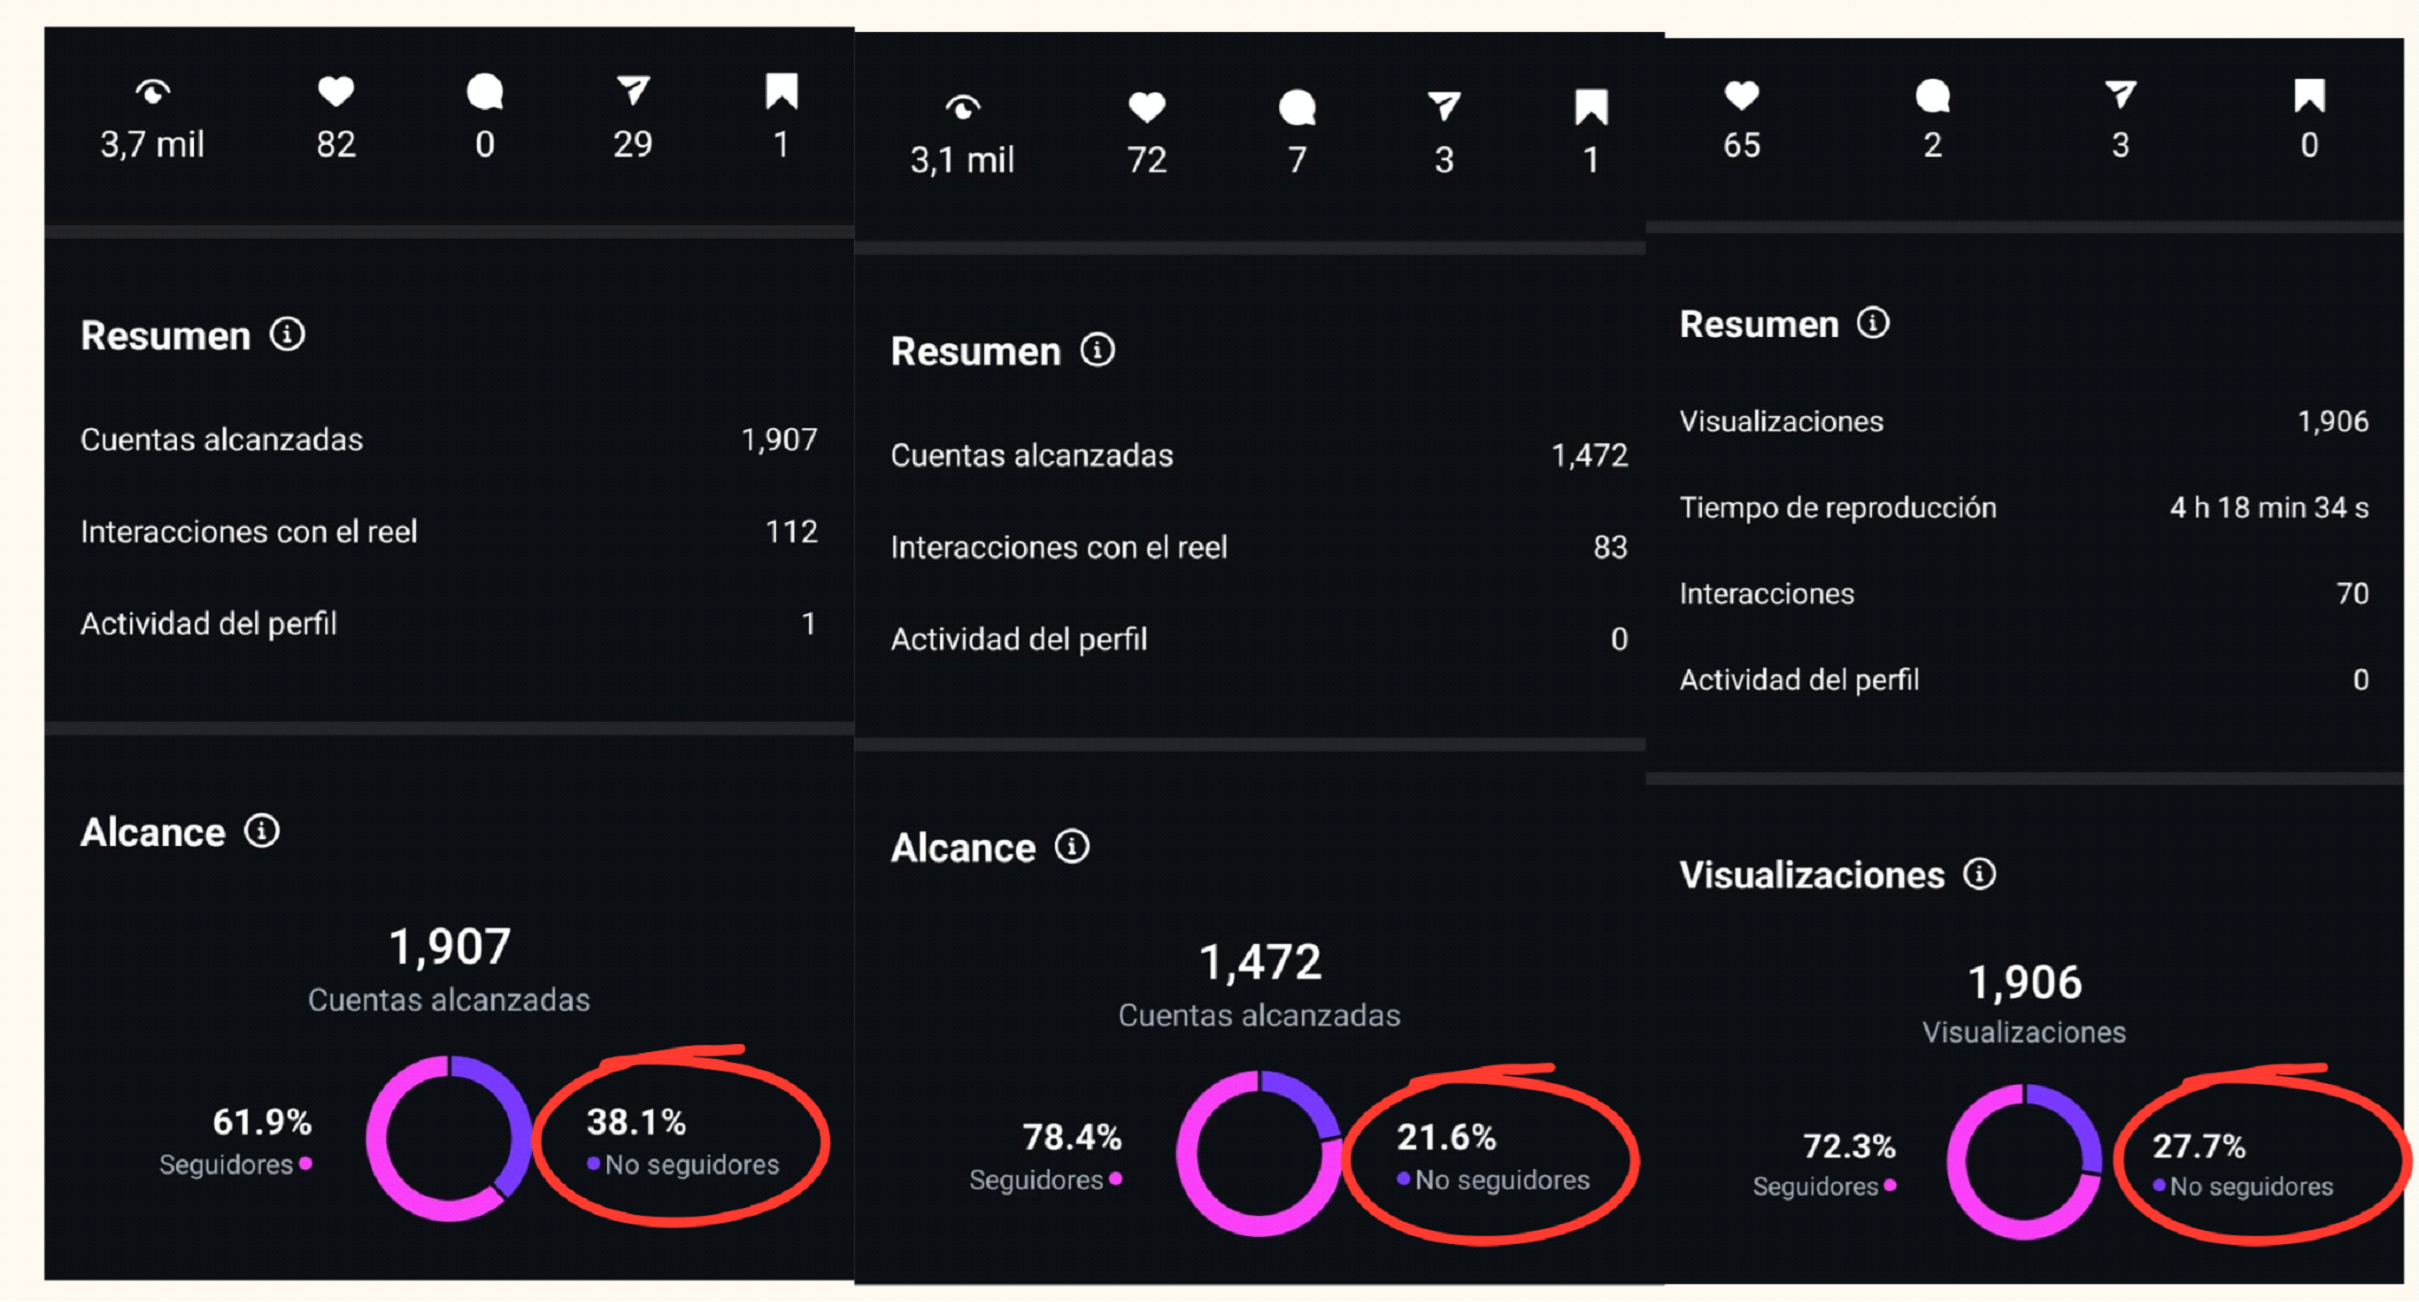 3,7 mil 82 0 29 1
Resumen
Cuentas alcanzadas 1,907
Interacciones con el reel 112
Actividad del perfil 1
Alcance
1,907
Cuentas alcanzadas
61.9% 38.1%
Seguidores No seguidores
3,1 mil 72 7 3 1
Resumen
Cuentas alcanzadas 1,472
Interacciones con el reel 83
Actividad del perfil 0
Alcance
1,472
Cuentas alcanzadas
78.4% 21.6%
Seguidores No seguidores
65 2 3 0
Resumen
Visualizaciones 1,906
Tiempo de reproducción 4 h 18 min 34 s
Interacciones 70
Actividad del perfil 0
Visualizaciones
1,906
Visualizaciones
72.3% 27.7%
Seguidores No seguidores